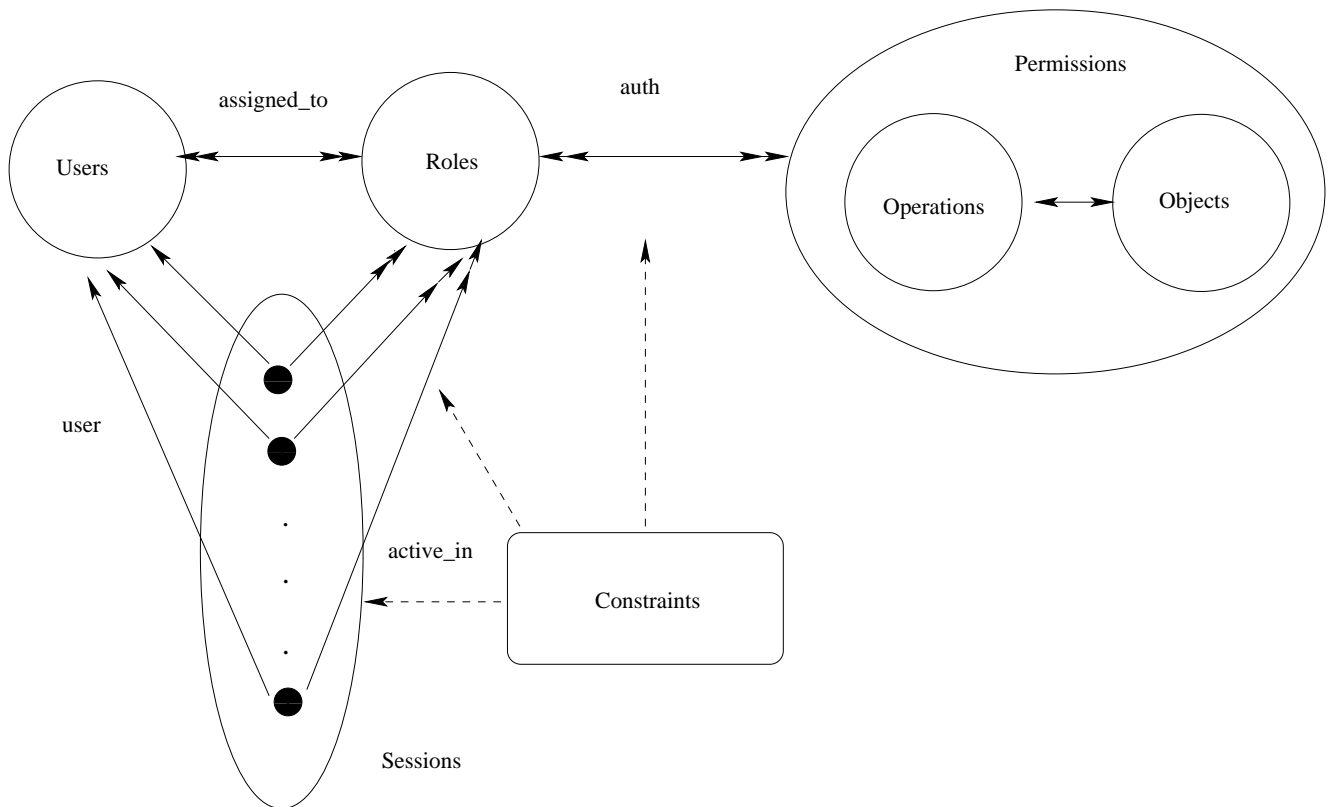 Permissions
auth
assigned_to
Users
Roles
Operations
Objects
user
active_in
Constraints
Sessions